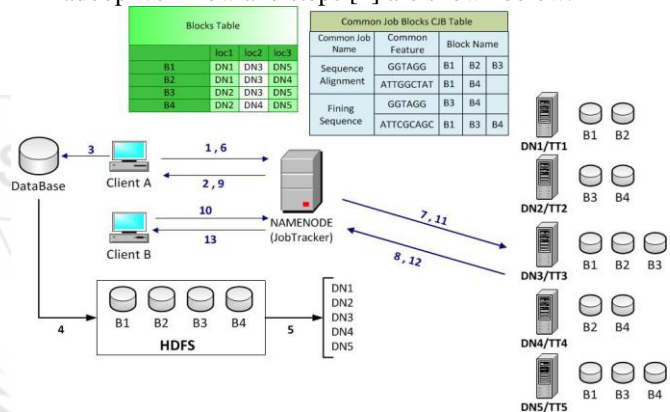 and steps are shown
Blocks Table
loc1 loc2 loc3
B1 DN1 DN3 DN5
B2 DN1 DN3 DN4
B3 DN2 DN3 DN5
B4 DN2 DN4 DN5
Common Job Blocks CJB Table
Common Job Name
Common Feature
Block Name
Sequence Alignment
GGTAGG B1 B2 B3
ATTGGCTAT B1 B4
Fining Sequence
GGTAGG B3 B4
ATTCGCAGC B1 B3 B4
3
DataBase
Client A
1 , 6
2 , 9
Client B
10
13
NAMENODE
(JobTracker)
7, 11
8 , 12
4
B1 B2 B3 B4
HDFS
5
DN1
DN2
DN3
DN4
DN5
B1 B2
DN1/TT1
B3 B4
DN2/TT2
B1 B2 B3
DN3/TT3
B2 B4
DN4/TT4
B1 B3 B4
DN5/TT5